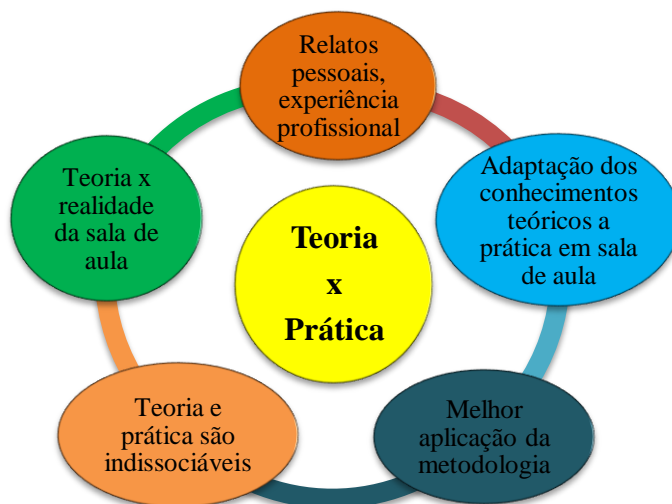 Relatos
pessoais,
experiência
profissional
Adaptação dos
conhecimentos
teóricos a
prática em sala
de aula
Melhor
aplicação da
metodologia
Teoria e
prática são
indissociáveis
Teoria x
realidade
da sala de
aula
Teoria
x
Prática